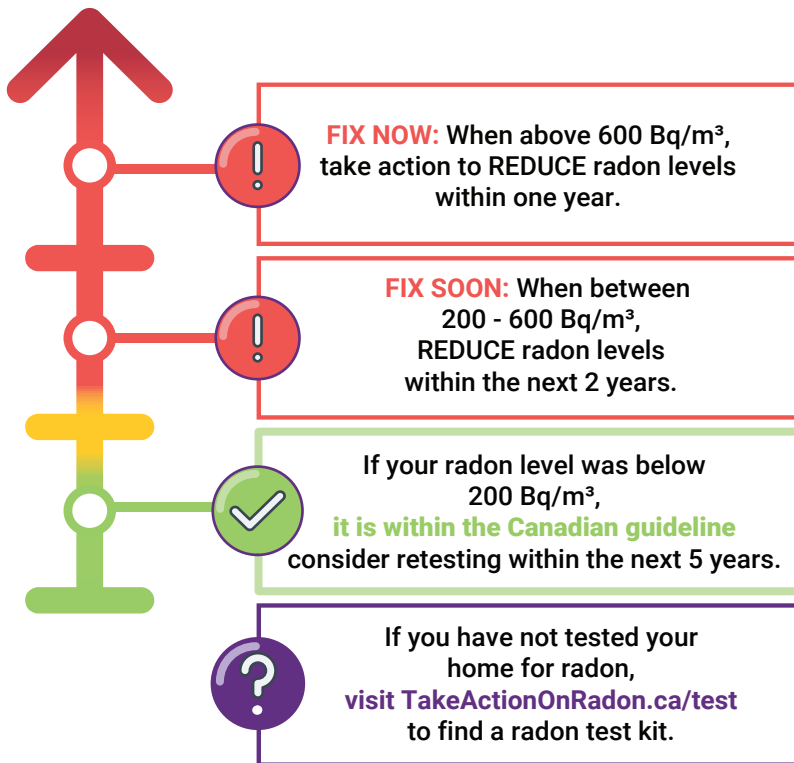 FIX NOW: When above 600 Bq/m³,
take action to REDUCE radon levels
within one year.
FIX SOON: When between
200 - 600 Bq/m³,
REDUCE radon levels
within the next 2 years.
If your radon level was below
200 Bq/m³,
it is within the Canadian guideline
consider retesting within the next 5 years.
If you have not tested your
home for radon,
visit TakeActionOnRadon.ca/test
to find a radon test kit.